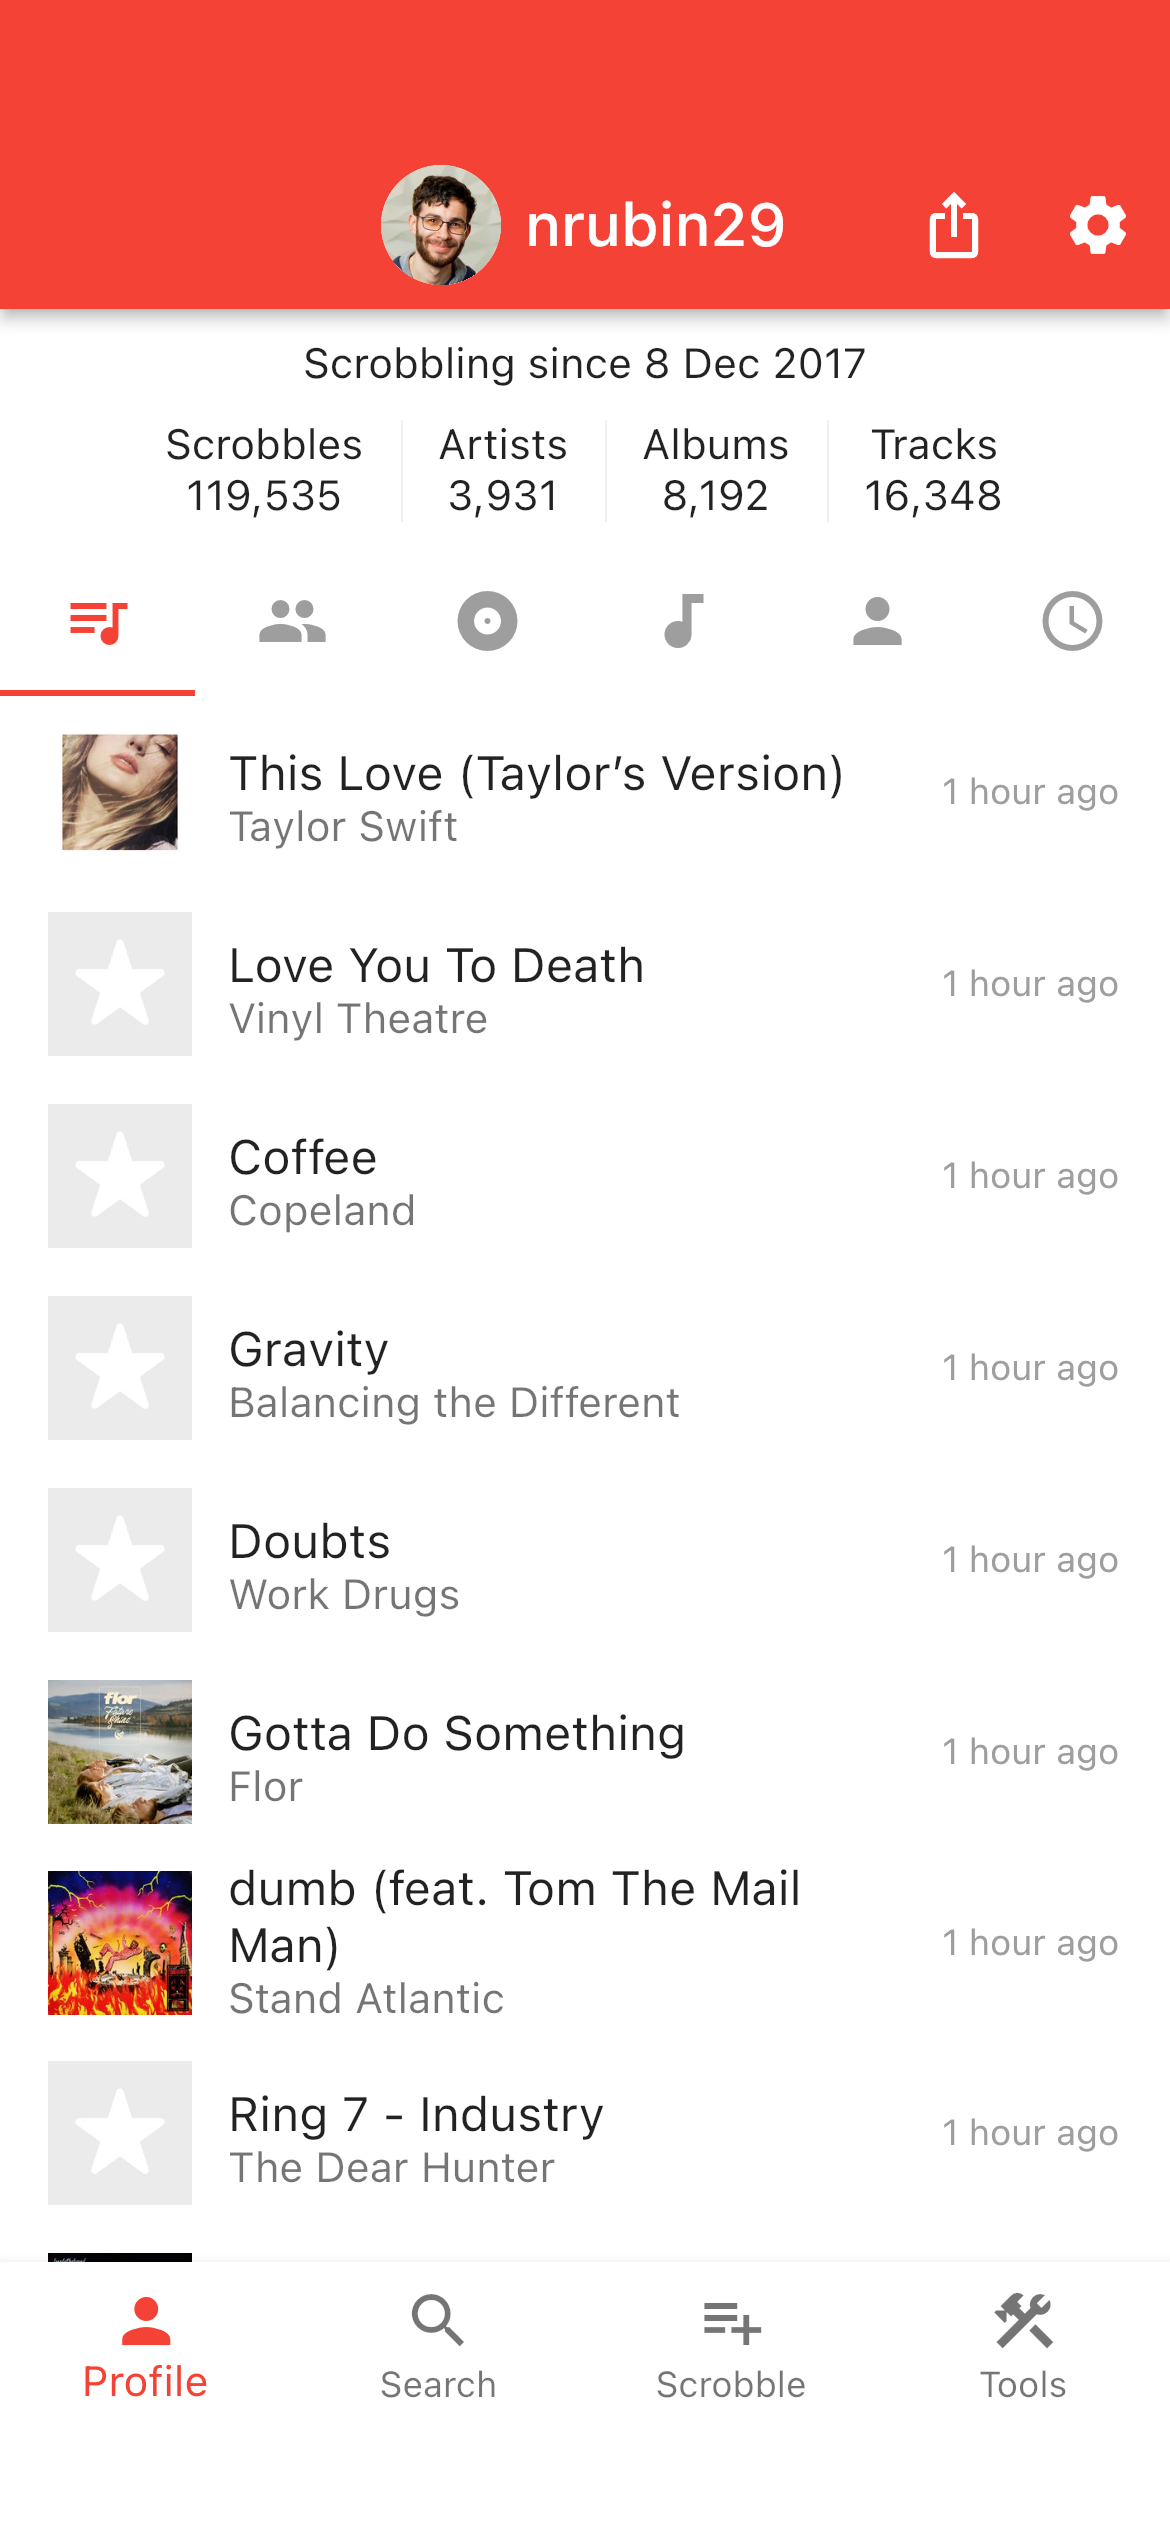 nrubin29
Scrobbling since 8 Dec 2017
Scrobbles
119,535
Artists
3,931
Albums
8,192
Tracks
16,348
This Love (Taylor’s Version)
Taylor Swift
1 hour ago
Love You To Death
Vinyl Theatre
1 hour ago
Coffee
Copeland
1 hour ago
Gravity
Balancing the Different
1 hour ago
Doubts
Work Drugs
1 hour ago
flor
Future
Shine
Gotta Do Something
Flor
1 hour ago
dumb (feat. Tom The Mail
Man)
Stand Atlantic
1 hour ago
Ring 7 - Industry
The Dear Hunter
1 hour ago
Profile
Search
Scrobble
Tools